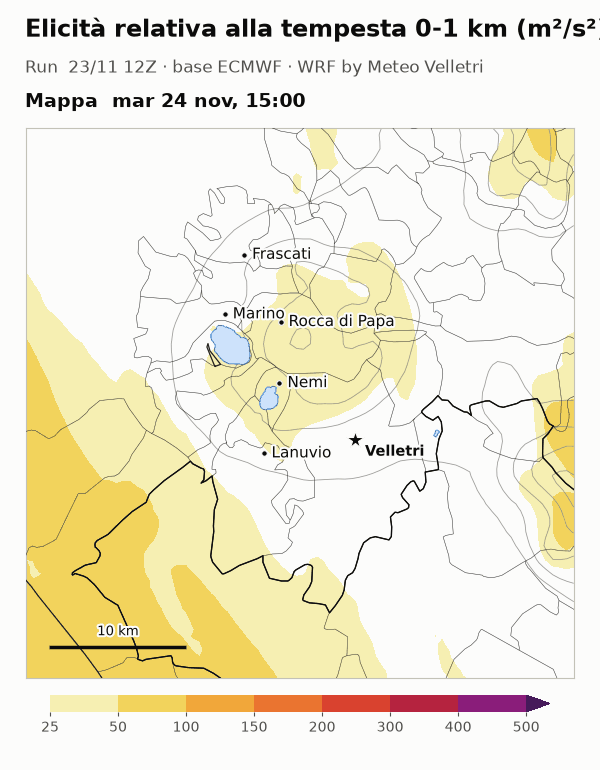 Elicità relativa alla tempesta 0-1 km (m²/s²)
Run  23/11 12Z · base ECMWF · WRF by Meteo Velletri
Mappa  mar 24 nov, 15:00
Frascati
Marino
Rocca di Papa
Nemi
Velletri
Lanuvio
10 km
25 50 100 150 200 300 400 500